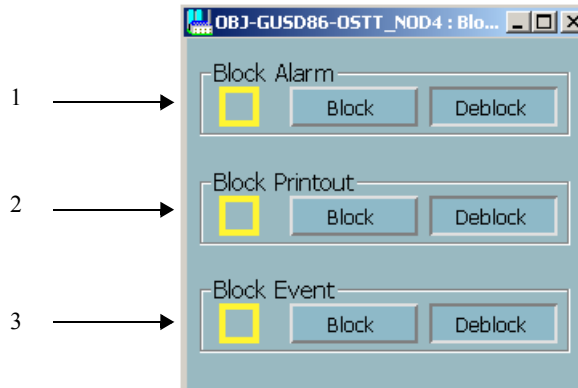 OBJ-GUSD86-OSTT_NOD4 : Blo...
1
Block Alarm
Block Deblock
2
Block Printout
Block Deblock
3
Block Event
Block Deblock